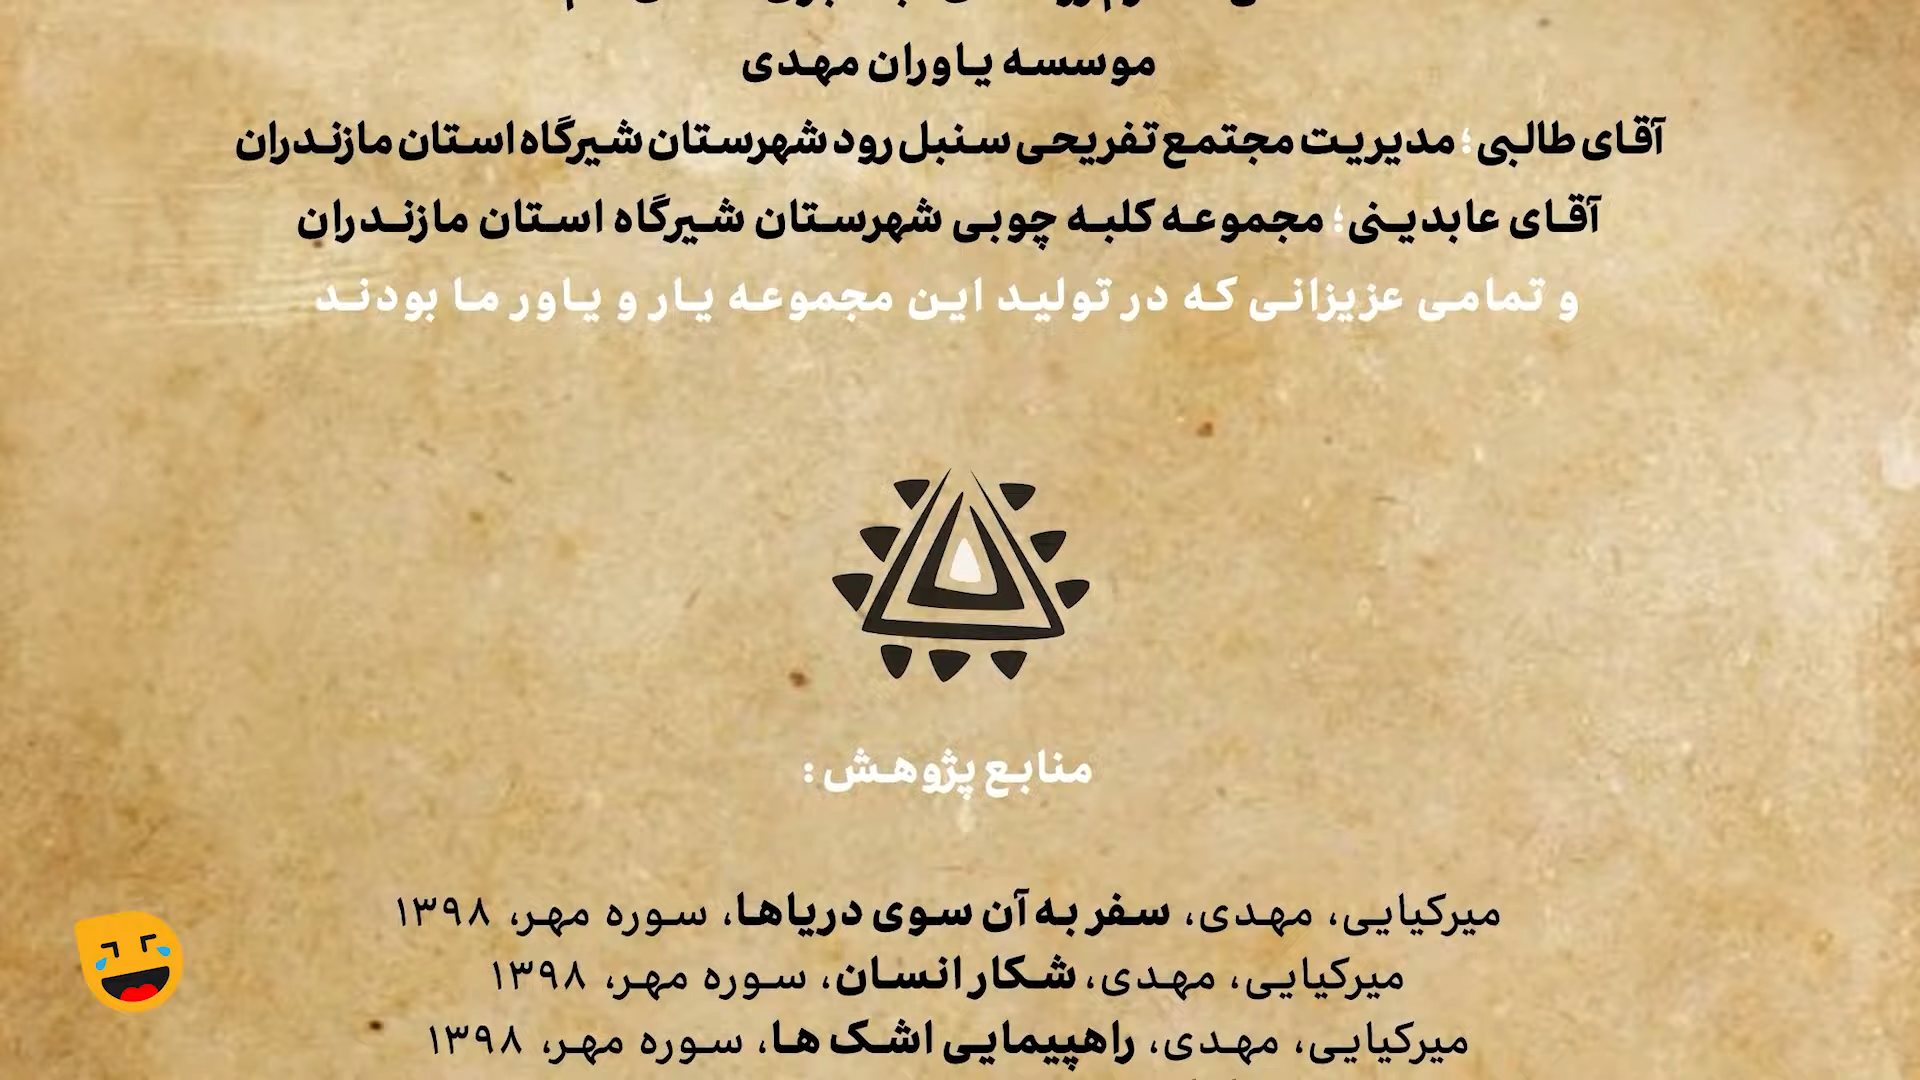 موسسه یاوران مهدی
آقای طالبی؛ مدیریت مجتمع تفریحی سنبل رود شهرستان شیرگاه استان مازندران
آقای عابدینی؛ مجموعه کلبه چوبی شهرستان شیرگاه استان مازندران
و تمامی عزیزانی که در تولید این مجموعه یار و یاور ما بودند
منابع پژوهش :
میرکیایی، مهدی، سفر به آن سوی دریاها، سوره مهر، ۱۳۹۸
میرکیایی، مهدی، شکار انسان، سوره مهر، ۱۳۹۸
میرکیایی، مهدی، راهپیمایی اشک ها، سوره مهر، ۱۳۹۸